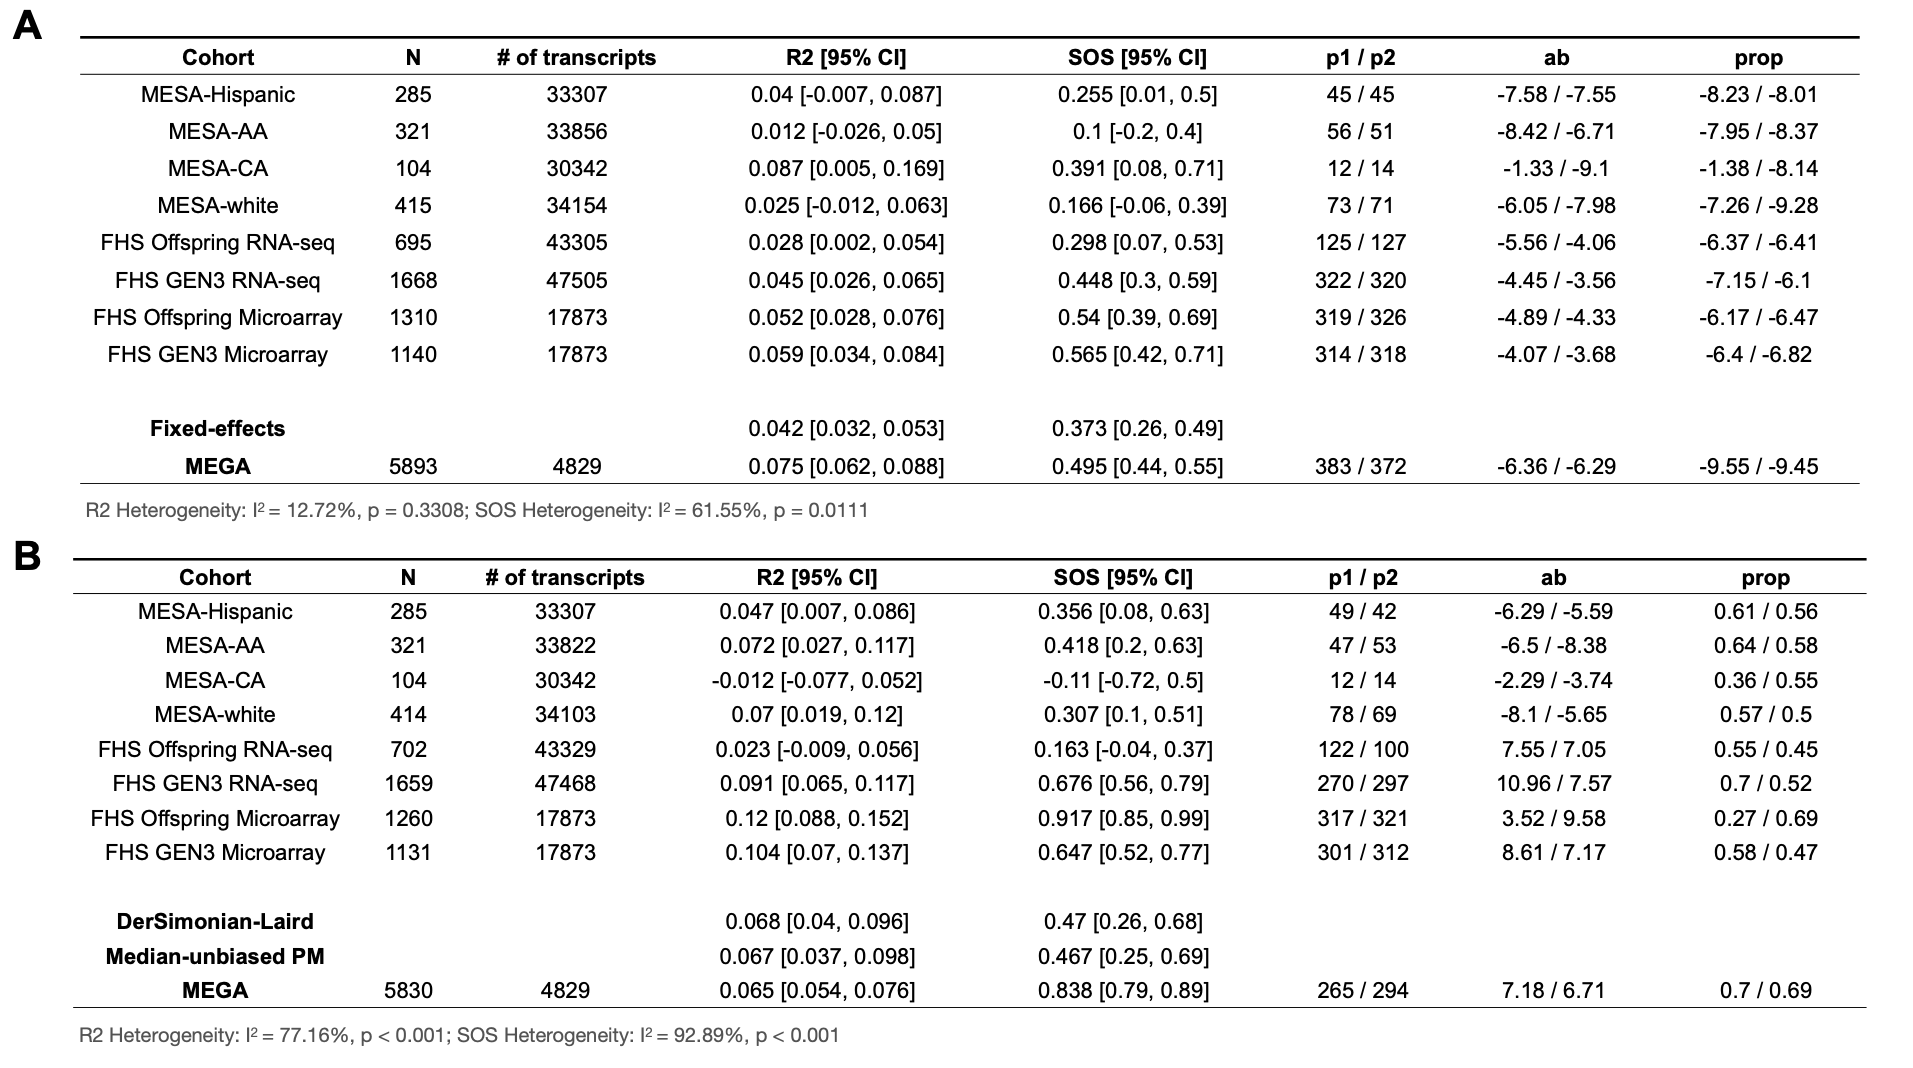 A
Cohort N # of transcripts R2 [95% CI] SOS [95% CI] p1 / p2 ab prop
MESA-Hispanic 285 33307 0.04 [-0.007, 0.087] 0.255 [0.01, 0.5] 45 / 45 -7.58 / -7.55 -8.23 / -8.01
MESA-AA 321 33856 0.012 [-0.026, 0.05] 0.1 [-0.2, 0.4] 56 / 51 -8.42 / -6.71 -7.95 / -8.37
MESA-CA 104 30342 0.087 [0.005, 0.169] 0.391 [0.08, 0.71] 12 / 14 -1.33 / -9.1 -1.38 / -8.14
MESA-white 415 34154 0.025 [-0.012, 0.063] 0.166 [-0.06, 0.39] 73 / 71 -6.05 / -7.98 -7.26 / -9.28
FHS Offspring RNA-seq 695 43305 0.028 [0.002, 0.054] 0.298 [0.07, 0.53] 125 / 127 -5.56 / -4.06 -6.37 / -6.41
FHS GEN3 RNA-seq 1668 47505 0.045 [0.026, 0.065] 0.448 [0.3, 0.59] 322 / 320 -4.45 / -3.56 -7.15 / -6.1
FHS Offspring Microarray 1310 17873 0.052 [0.028, 0.076] 0.54 [0.39, 0.69] 319 / 326 -4.89 / -4.33 -6.17 / -6.47
FHS GEN3 Microarray 1140 17873 0.059 [0.034, 0.084] 0.565 [0.42, 0.71] 314 / 318 -4.07 / -3.68 -6.4 / -6.82
Fixed-effects 0.042 [0.032, 0.053] 0.373 [0.26, 0.49]
MEGA 5893 4829 0.075 [0.062, 0.088] 0.495 [0.44, 0.55] 383 / 372 -6.36 / -6.29 -9.55 / -9.45
R2 Heterogeneity: I² = 12.72%, p = 0.3308; SOS Heterogeneity: I² = 61.55%, p = 0.0111
B
Cohort N # of transcripts R2 [95% CI] SOS [95% CI] p1 / p2 ab prop
MESA-Hispanic 285 33307 0.047 [0.007, 0.086] 0.356 [0.08, 0.63] 49 / 42 -6.29 / -5.59 0.61 / 0.56
MESA-AA 321 33822 0.072 [0.027, 0.117] 0.418 [0.2, 0.63] 47 / 53 -6.5 / -8.38 0.64 / 0.58
MESA-CA 104 30342 -0.012 [-0.077, 0.052] -0.11 [-0.72, 0.5] 12 / 14 -2.29 / -3.74 0.36 / 0.55
MESA-white 414 34103 0.07 [0.019, 0.12] 0.307 [0.1, 0.51] 78 / 69 -8.1 / -5.65 0.57 / 0.5
FHS Offspring RNA-seq 702 43329 0.023 [-0.009, 0.056] 0.163 [-0.04, 0.37] 122 / 100 7.55 / 7.05 0.55 / 0.45
FHS GEN3 RNA-seq 1659 47468 0.091 [0.065, 0.117] 0.676 [0.56, 0.79] 270 / 297 10.96 / 7.57 0.7 / 0.52
FHS Offspring Microarray 1260 17873 0.12 [0.088, 0.152] 0.917 [0.85, 0.99] 317 / 321 3.52 / 9.58 0.27 / 0.69
FHS GEN3 Microarray 1131 17873 0.104 [0.07, 0.137] 0.647 [0.52, 0.77] 301 / 312 8.61 / 7.17 0.58 / 0.47
DerSimonian-Laird 0.068 [0.04, 0.096] 0.47 [0.26, 0.68]
Median-unbiased PM 0.067 [0.037, 0.098] 0.467 [0.25, 0.69]
MEGA 5830 4829 0.065 [0.054, 0.076] 0.838 [0.79, 0.89] 265 / 294 7.18 / 6.71 0.7 / 0.69
R2 Heterogeneity: I² = 77.16%, p < 0.001; SOS Heterogeneity: I² = 92.89%, p < 0.001